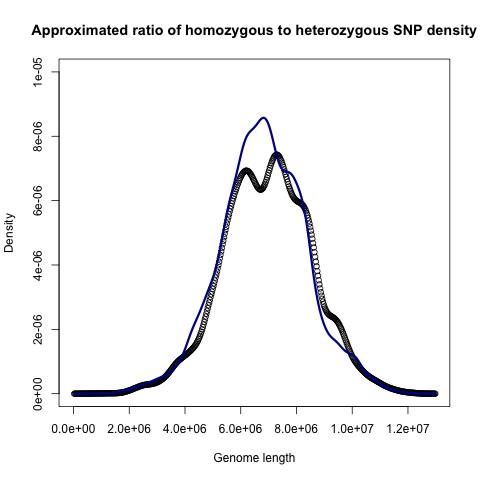 Approximated ratio of homozygous to heterozygous SNP density
1e-05
8e-06
6e-06
4e-06
2e-06
0e+00
Density
0.0e+00 2.0e+06 4.0e+06 6.0e+06 8.0e+06 1.0e+07 1.2e+07
Genome length